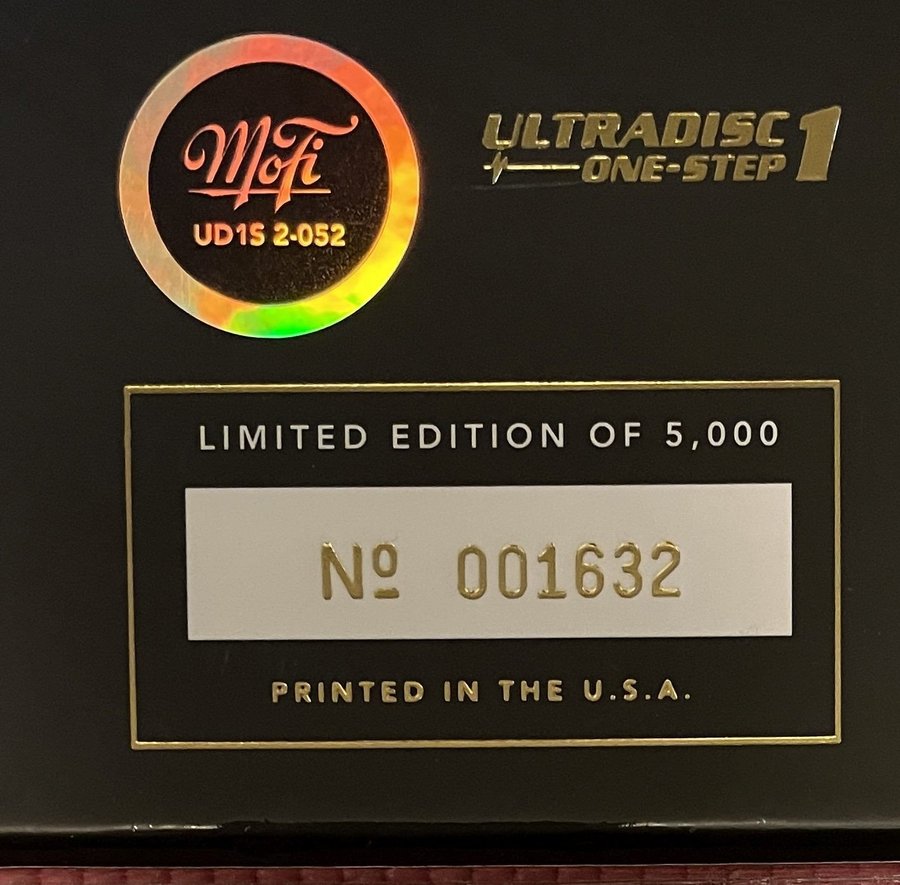 MoFi
UD1S 2-052
ULTRADISC
ONE-STEP 1
LIMITED EDITION OF 5,000
Nº 001632
PRINTED IN THE U.S.A.